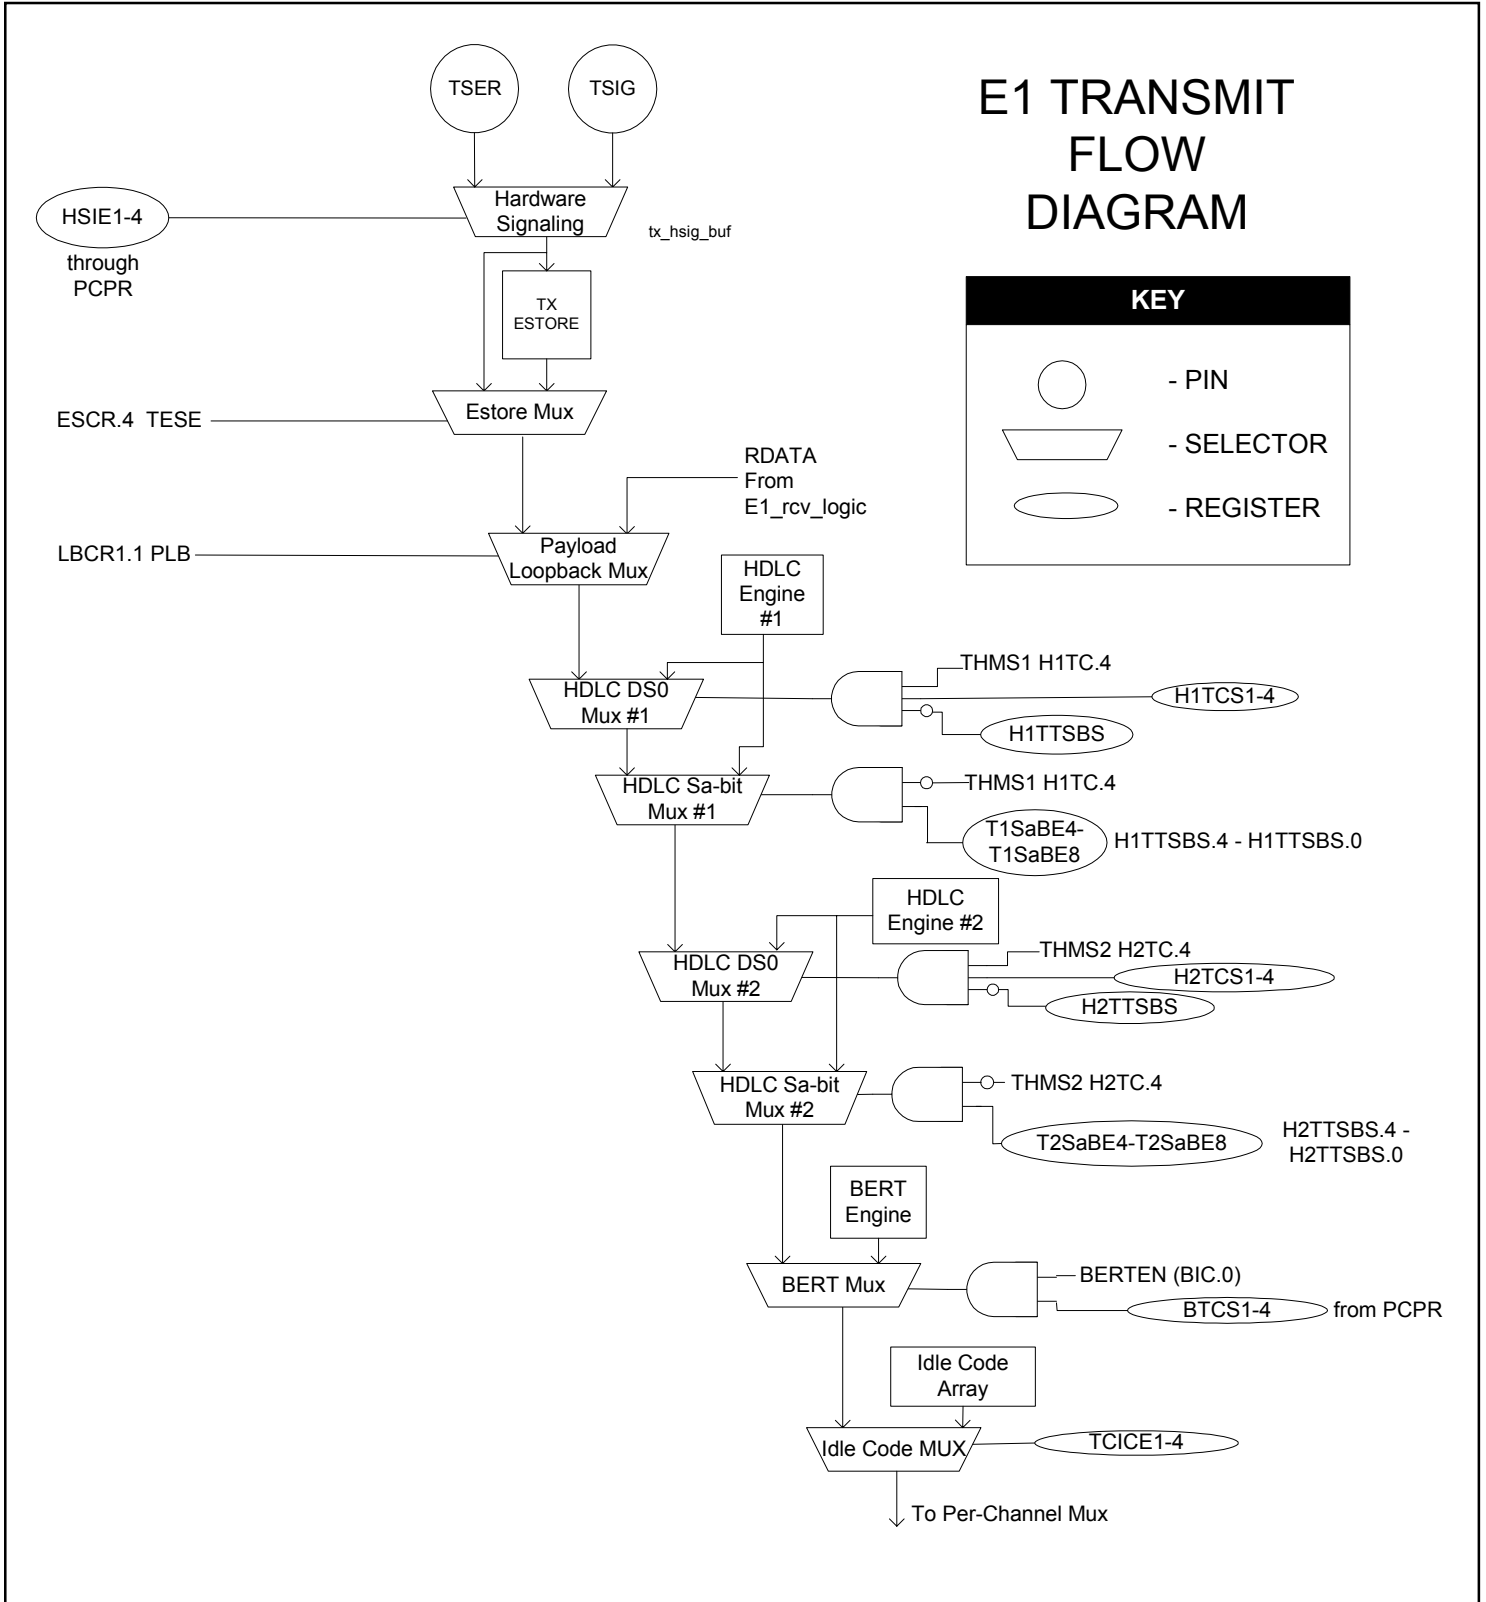 TSER
TSIG
E1 TRANSMIT
FLOW
DIAGRAM
HSIE1-4
through
PCPR
Hardware
Signaling
tx_hsig_buf
TX
ESTORE
KEY
- PIN
- SELECTOR
- REGISTER
ESCR.4  TESE
Estore Mux
RDATA
From
E1_rcv_logic
LBCR1.1 PLB
Payload
Loopback Mux
HDLC
Engine
#1
HDLC DS0
Mux #1
THMS1 H1TC.4
H1TCS1-4
H1TTSBS
HDLC Sa-bit
Mux #1
THMS1 H1TC.4
T1SaBE4-
T1SaBE8
H1TTSBS.4 - H1TTSBS.0
HDLC
Engine #2
HDLC DS0
Mux #2
THMS2 H2TC.4
H2TCS1-4
H2TTSBS
HDLC Sa-bit
Mux #2
THMS2 H2TC.4
T2SaBE4-T2SaBE8
H2TTSBS.4 -
H2TTSBS.0
BERT
Engine
BERT Mux
BERTEN (BIC.0)
BTCS1-4
from PCPR
Idle Code
Array
Idle Code MUX
TCICE1-4
To Per-Channel Mux